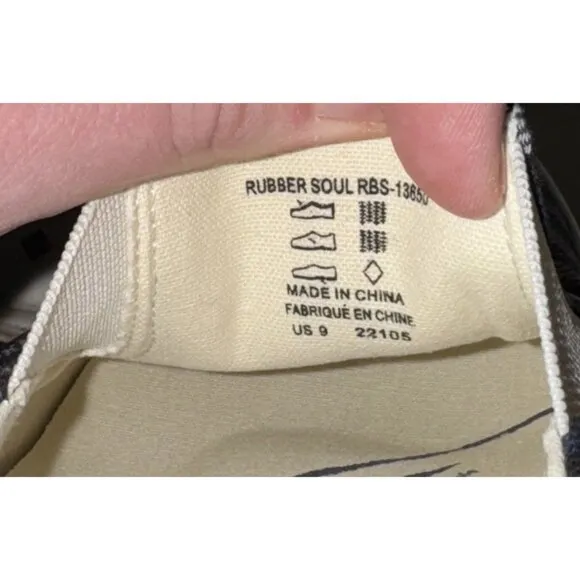 RUBBER SOUL RBS-13650
MADE IN CHINA
FABRIQUÉ EN CHINE.
US 9 22105